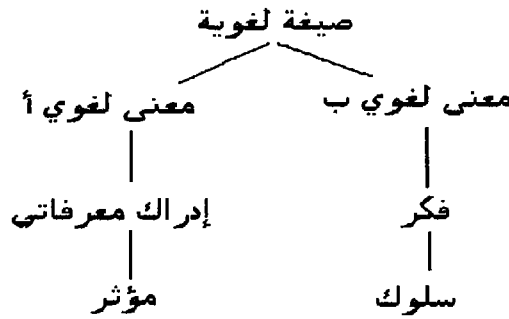 صيغة لغوية
معنى لغوي ب
معنى لغوي أ
فكر
إدراك معرفاتي
سلوك
مؤثر